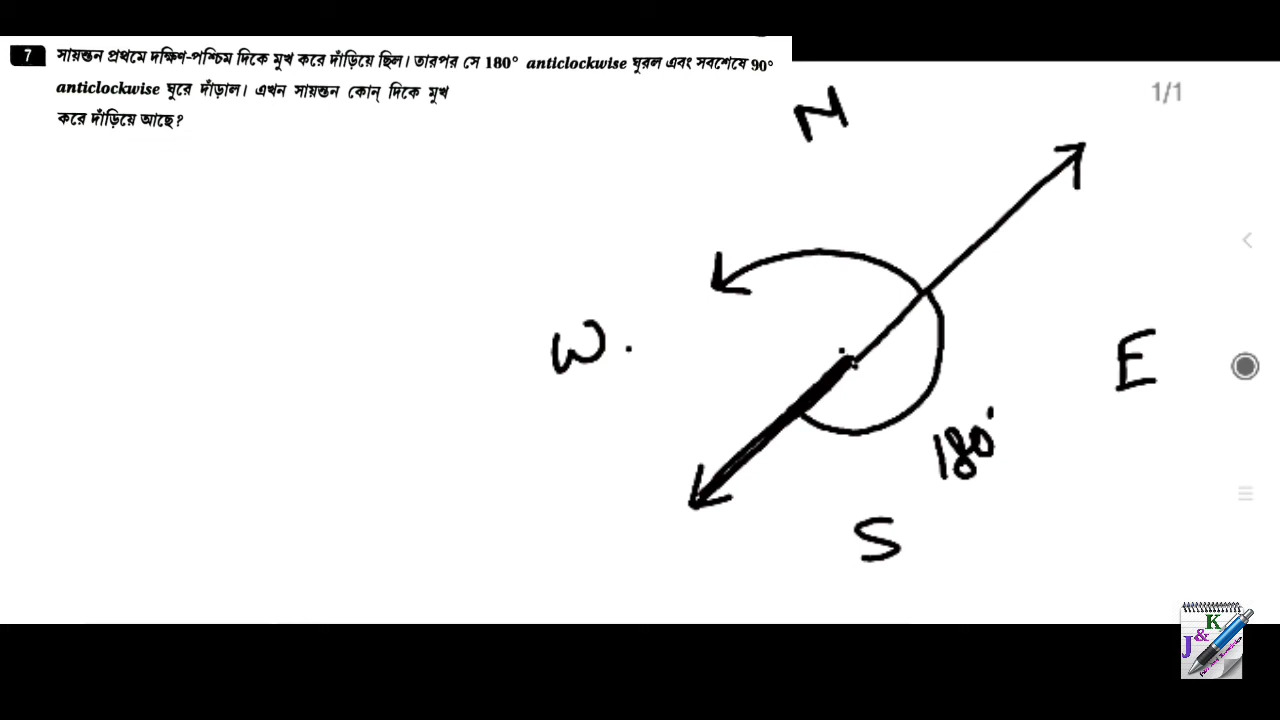 7 সায়ন্তন প্রথমে দক্ষিণ-পশ্চিম দিকে মুখ করে দাঁড়িয়ে ছিল। তারপর সে 180° anticlockwise ঘুরল এবং সবশেষে 90°
anticlockwise ঘুরে দাঁড়াল। এখন সায়ন্তন কোন্ দিকে মুখ
করে দাঁড়িয়ে আছে?
1/1
N
W.
E
180°
S
J&K